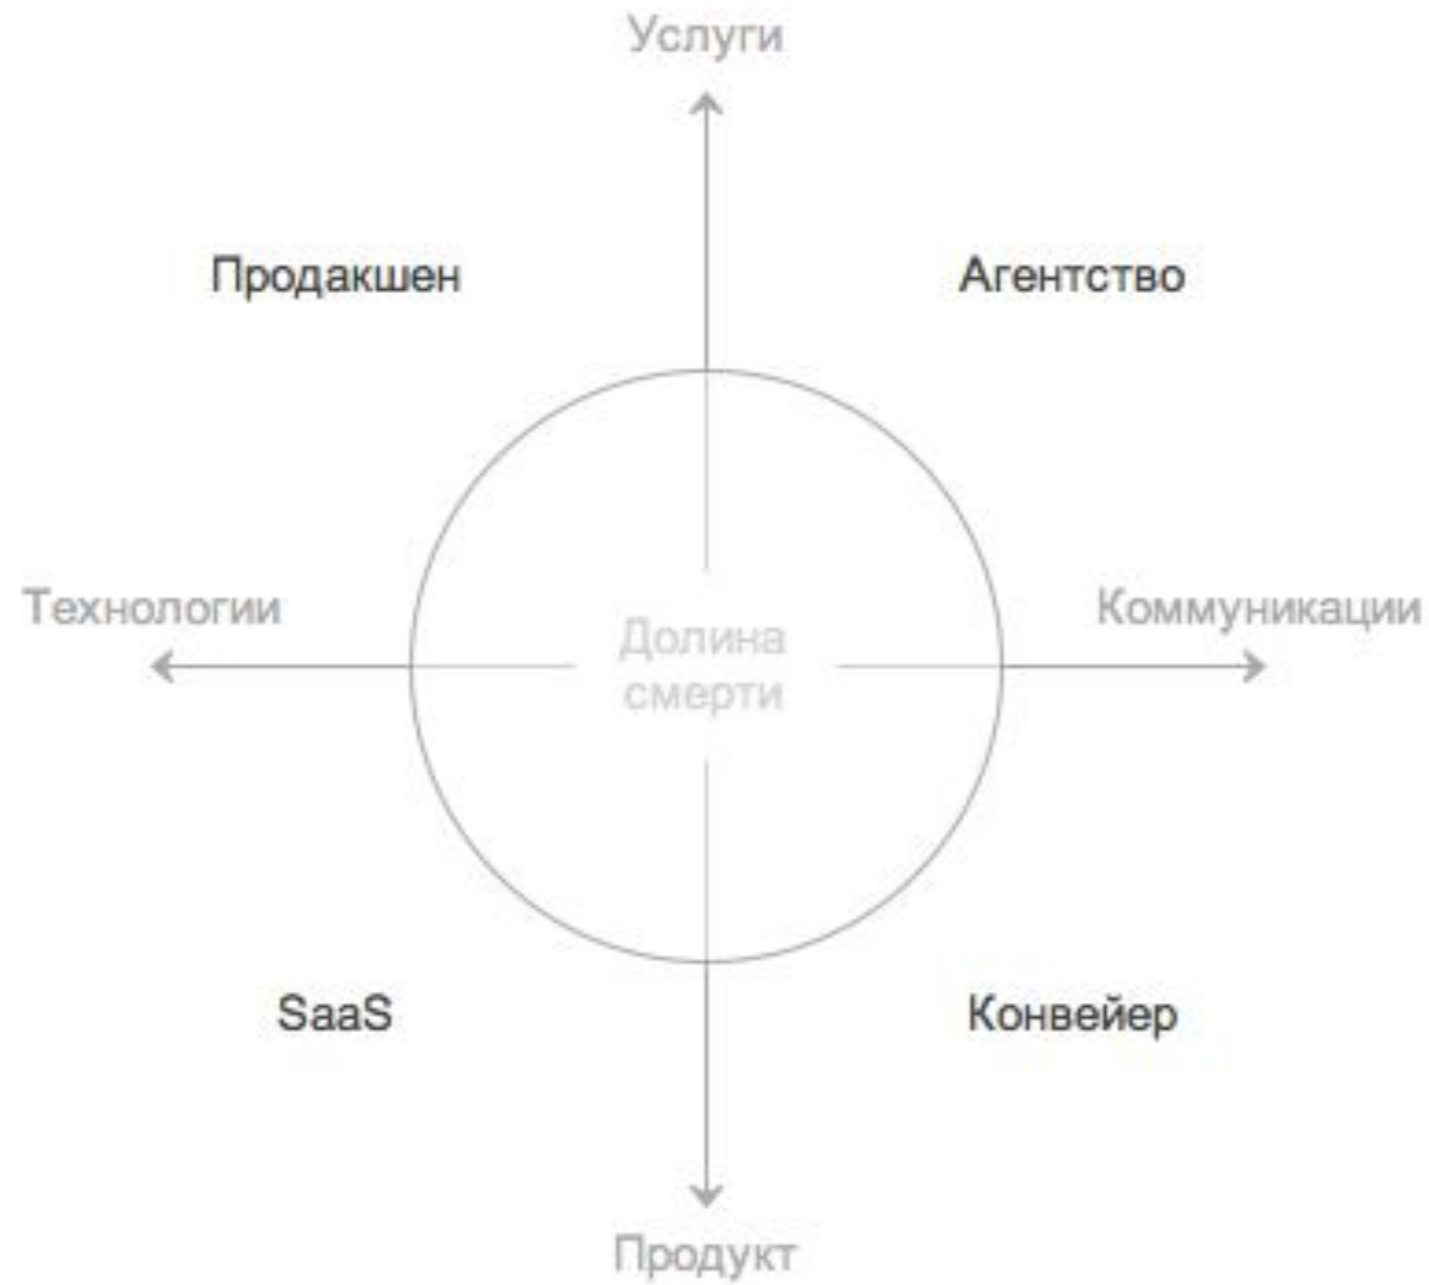 Услуги
Продакшен
Агентство
Технологии
Коммуникации
Долина
смерти
SaaS
Конвейер
Продукт